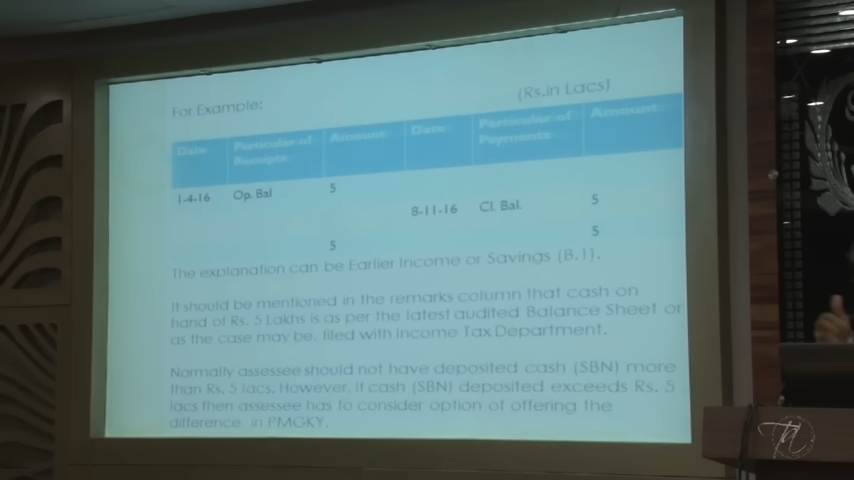 For Example:
(Rs.in Lacs)
Date Particular of Receipts Amount Date Particular of Payments Amount
1-4-16 Op. Bal 5
8-11-16 Cl. Bal. 5
5 5
The explanation can be Earlier Income or Savings (B.1).
It should be mentioned in the remarks column that cash on
hand of Rs. 5 Lakhs is as per the latest audited Balance Sheet or
as the case may be, filed with Income Tax Department.
Normally assessee should not have deposited cash (SBN) more
than Rs. 5 lacs. However, if cash (SBN) deposited exceeds Rs. 5
lacs then assessee has to consider option of offering the
difference in PMGKY.